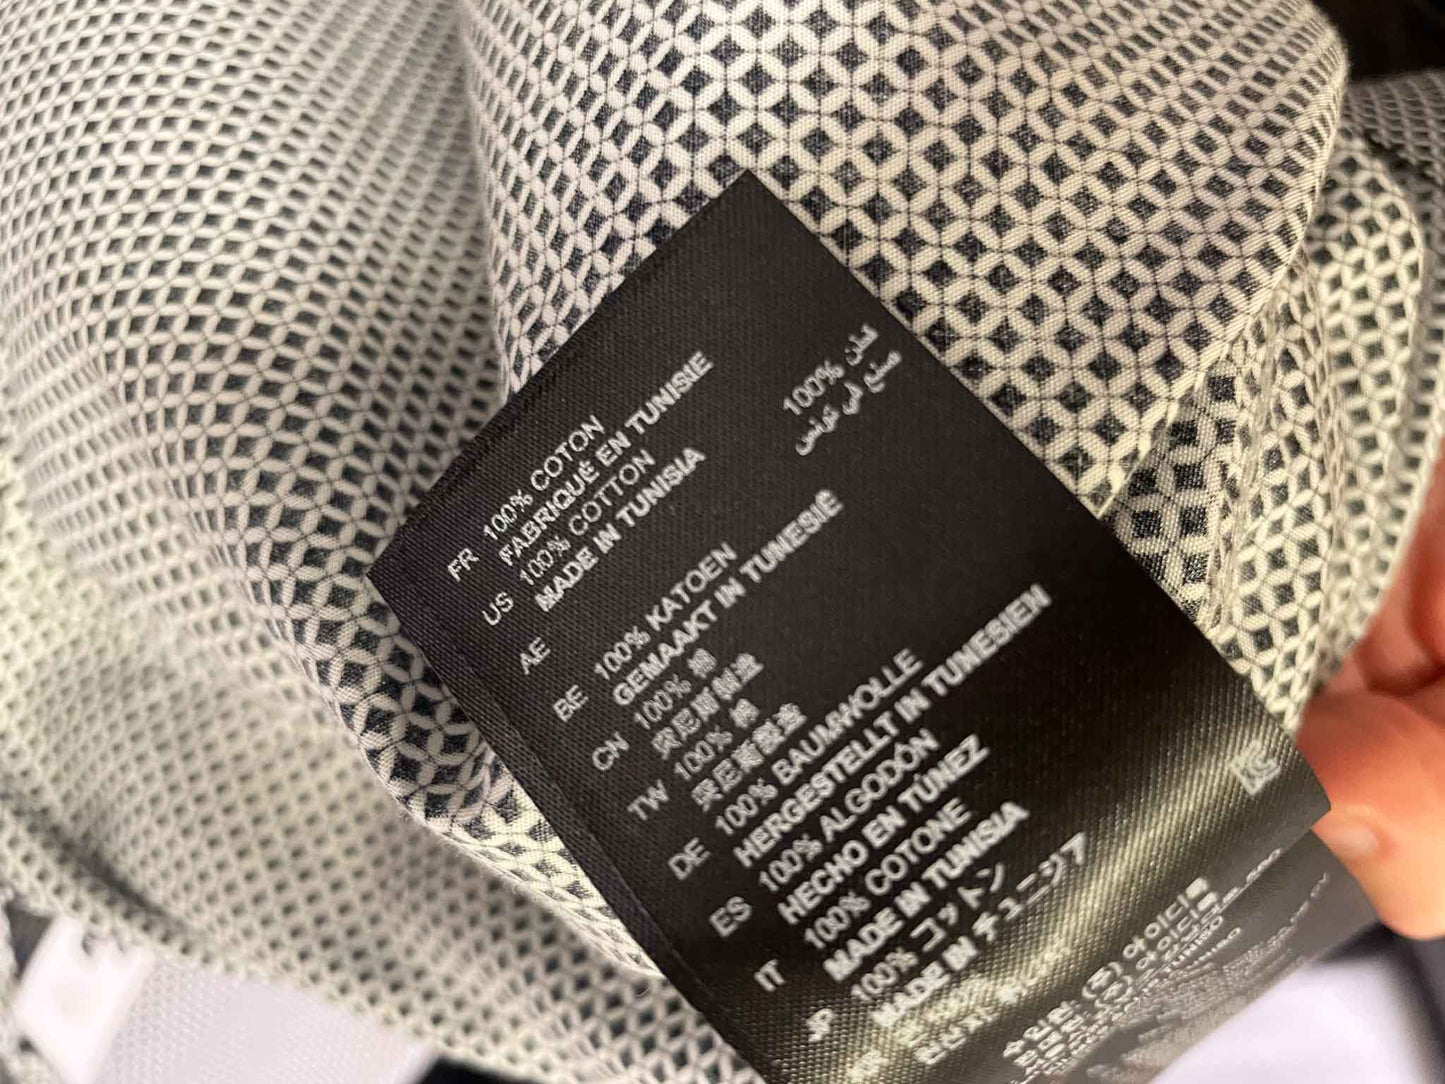 FR 100% COTON
FABRIQUÉ EN TUNISIE
US 100% COTTON
MADE IN TUNISIA
AE 100% قطن
صنع في تونس
BE 100% KATOEN
GEMAAKT IN TUNESIË
CN 100% 棉
突尼斯制造
TW 100% 棉
突尼斯製造
DE 100% BAUMWOLLE
HERGESTELLT IN TUNESIEN
ES 100% ALGODÓN
HECHO EN TÚNEZ
IT 100% COTONE
MADE IN TUNISIA
JP 100% コットン
MADE IN チュニジア
KR